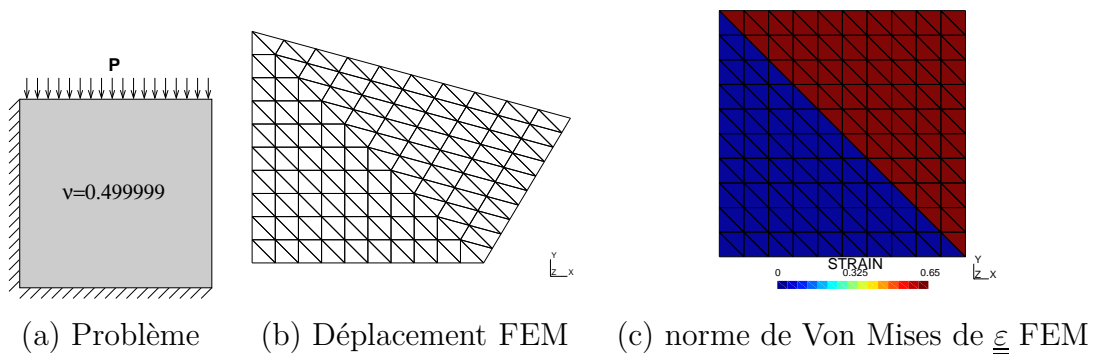 P
ν=0.499999
Y
Z X
STRAIN
0 0.325 0.65
Y
Z X
(a) Problème
(b) Déplacement FEM
(c) norme de Von Mises de ε FEM